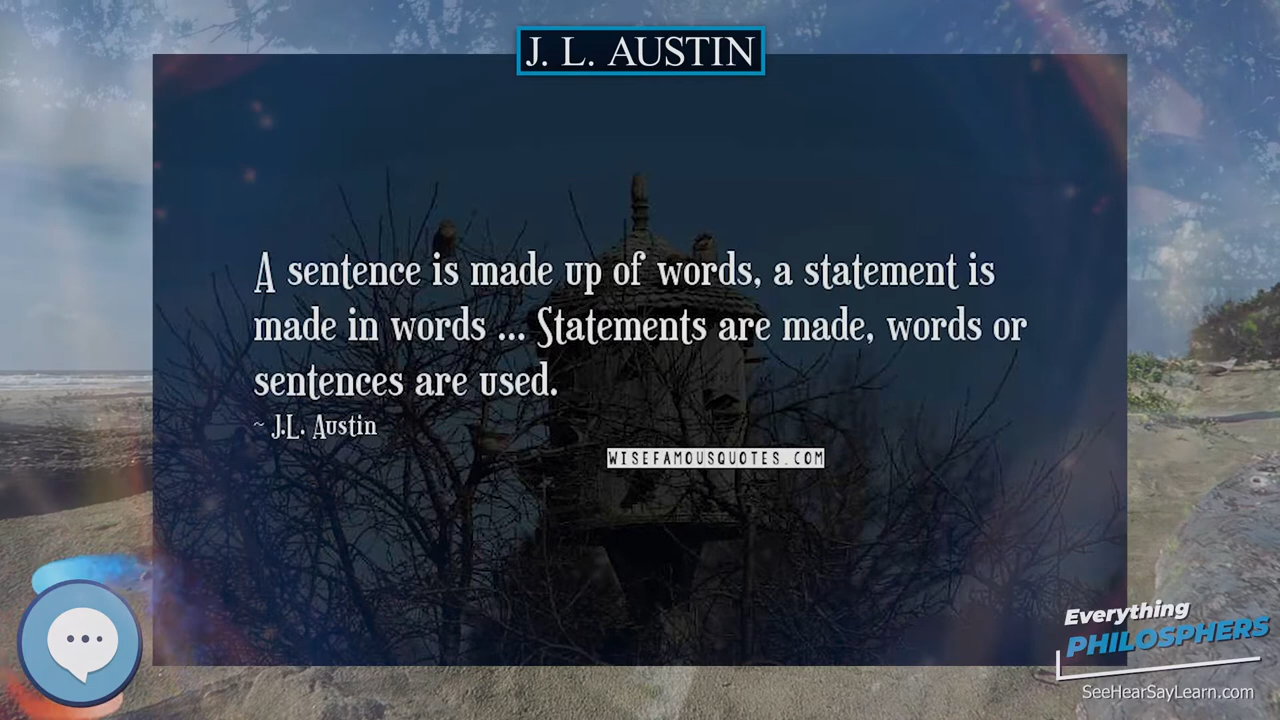 J. L. AUSTIN
A sentence is made up of words, a statement is
made in words ... Statements are made, words or
sentences are used.
~ J.L. Austin
WISEFAMOUSQUOTES.COM
Everything
PHILOSPHERS
SeeHearSayLearn.com